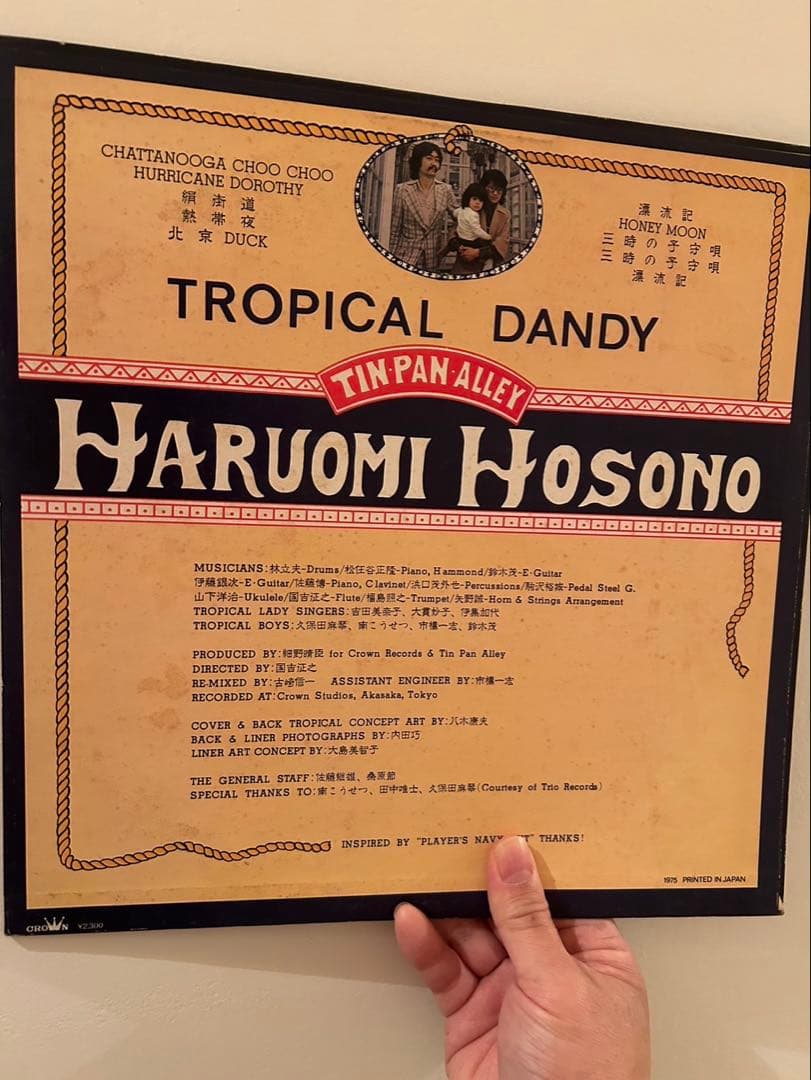 CHATTANOOGA CHOO CHOO
HURRICANE DOROTHY
絹街道
熱帯夜
北京 DUCK
漂流記
HONEY MOON
三時の子守唄
三時の子守唄
漂流記
TROPICAL DANDY
TIN·PAN·ALLEY
HARUOMI HOSONO
MUSICIANS:林立夫-Drums/松任谷正隆-Piano, Hammond/鈴木茂-E·Guitar
伊藤銀次-E·Guitar/佐藤博-Piano, Clavinet/浜口茂外也-Percussions/駒沢裕城-Pedal Steel G.
山下洋治-Ukulele/国吉征之-Flute/福島照之-Trumpet/矢野誠-Horn & Strings Arrangement
TROPICAL LADY SINGERS:吉田美奈子、大貫妙子、伊集加代
TROPICAL BOYS:久保田麻琴、南こうせつ、市橋一宏、鈴木茂
PRODUCED BY:細野晴臣 for Crown Records & Tin Pan Alley
DIRECTED BY:国吉征之
RE-MIXED BY:吉崎信一 ASSISTANT ENGINEER BY:市橋一宏
RECORDED AT:Crown Studios, Akasaka, Tokyo
COVER & BACK TROPICAL CONCEPT ART BY:八木康夫
BACK & LINER PHOTOGRAPHS BY:内田巧
LINER ART CONCEPT BY:大島美智子
THE GENERAL STAFF:佐藤継雄、桑原節
SPECIAL THANKS TO:南こうせつ、田中唯士、久保田麻琴(Courtesy of Trio Records)
INSPIRED BY "PLAYER'S NAVY THANKS!
1975 PRINTED IN JAPAN
CROWN ¥2,300